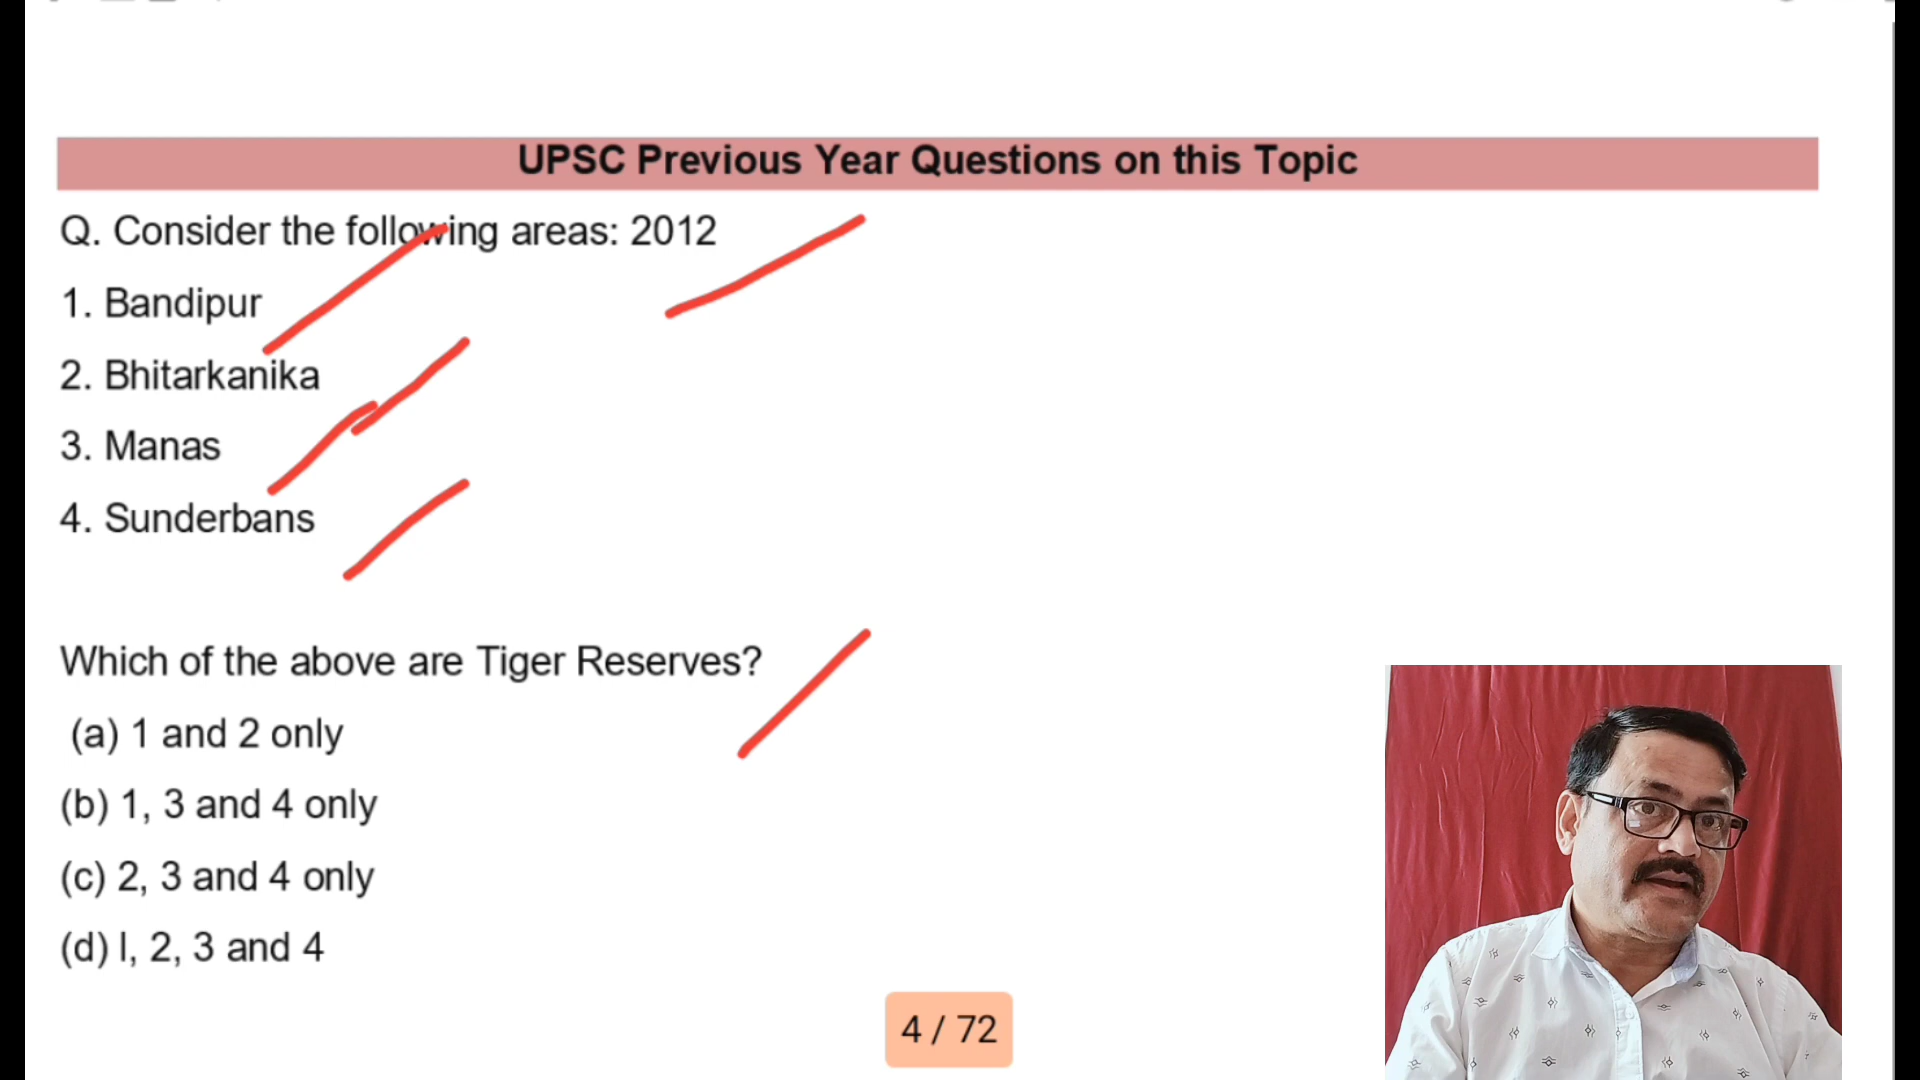 UPSC Previous Year Questions on this Topic
Q. Consider the following areas: 2012
1. Bandipur
2. Bhitarkanika
3. Manas
4. Sunderbans
Which of the above are Tiger Reserves?
(a) 1 and 2 only
(b) 1, 3 and 4 only
(c) 2, 3 and 4 only
(d) l, 2, 3 and 4
4 / 72